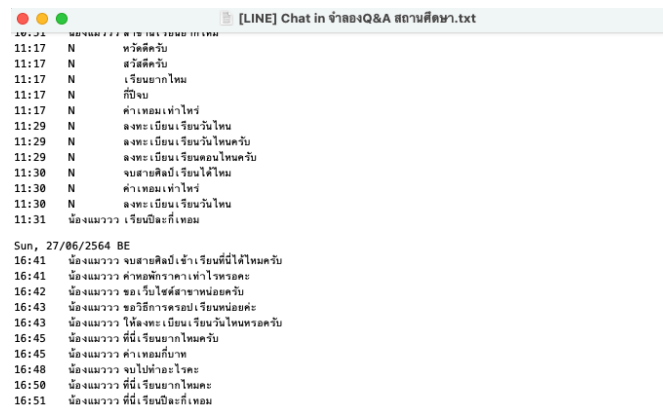 [LINE] Chat in จำลองQ&A สถานศึกษา.txt
10:51 น้องแมววว สาขานี้เรียนยากไหม
11:17 N หวัดดีครับ
11:17 N สวัสดีครับ
11:17 N เรียนยากไหม
11:17 N กี่ปีจบ
11:17 N ค่าเทอมเท่าไหร่
11:29 N ลงทะเบียนเรียนวันไหน
11:29 N ลงทะเบียนเรียนวันไหนครับ
11:29 N ลงทะเบียนเรียนตอนไหนครับ
11:30 N จบสายศิลป์เรียนได้ไหม
11:30 N ค่าเทอมเท่าไหร่
11:30 N ลงทะเบียนเรียนวันไหน
11:31 น้องแมววว เรียนปีละกี่เทอม
Sun, 27/06/2564 BE
16:41 น้องแมววว จบสายศิลป์เข้าเรียนที่นี่ได้ไหมครับ
16:41 น้องแมววว ค่าหอพักราคาเท่าไรหรอคะ
16:42 น้องแมววว ขอเว็บไซต์สาขาหน่อยครับ
16:43 น้องแมววว ขอวิธีการดรอปเรียนหน่อยค่ะ
16:43 น้องแมววว ให้ลงทะเบียนเรียนวันไหนหรอครับ
16:45 น้องแมววว ที่นี่เรียนยากไหมครับ
16:45 น้องแมววว ค่าเทอมกี่บาท
16:48 น้องแมววว จบไปทำอะไรคะ
16:50 น้องแมววว ที่นี่เรียนยากไหมคะ
16:51 น้องแมววว ที่นี่เรียนปีละกี่เทอม